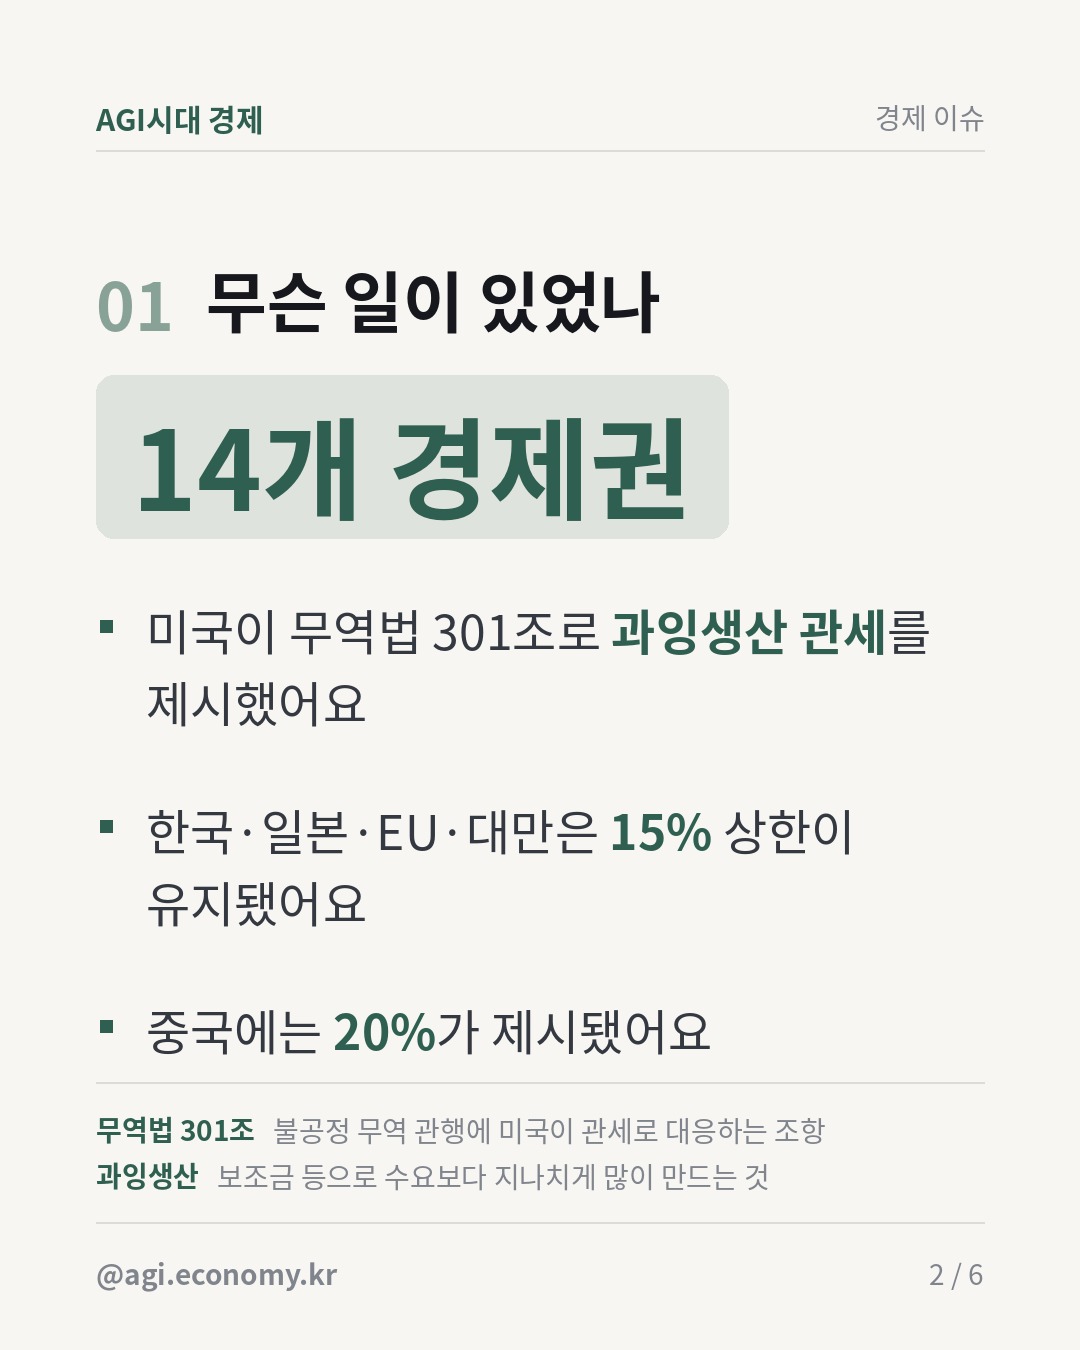 AGI시대 경제
경제 이슈
01 무슨 일이 있었나
14개 경제권
▪ 미국이 무역법 301조로 과잉생산 관세를
제시했어요
▪ 한국·일본·EU·대만은 15% 상한이
유지됐어요
▪ 중국에는 20%가 제시됐어요
무역법 301조 불공정 무역 관행에 미국이 관세로 대응하는 조항
과잉생산 보조금 등으로 수요보다 지나치게 많이 만드는 것
@agi.economy.kr
2 / 6